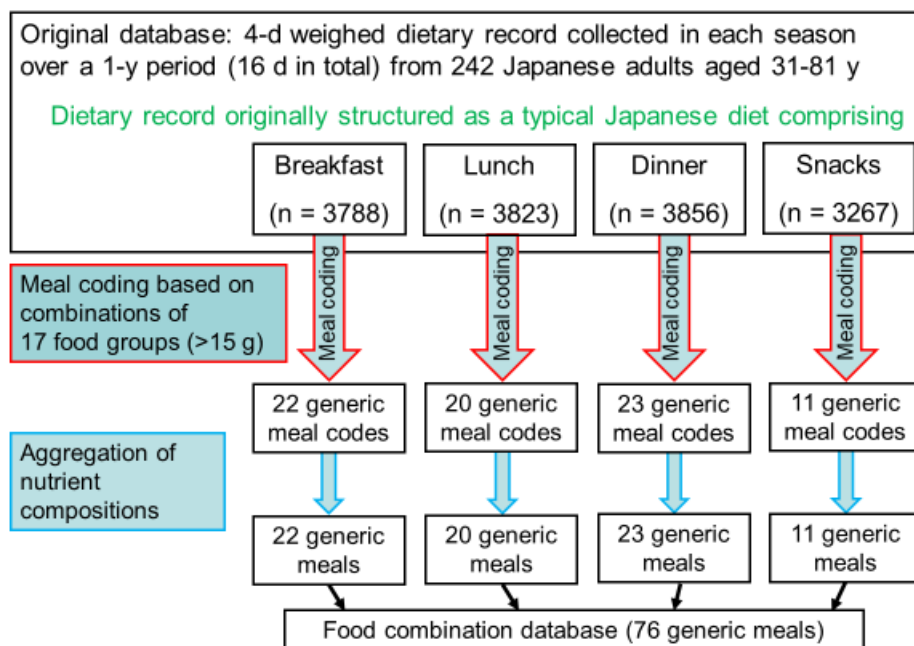 Original database: 4-d weighed dietary record collected in each season
over a 1-y period (16 d in total) from 242 Japanese adults aged 31-81 y
Dietary record originally structured as a typical Japanese diet comprising
Breakfast
(n = 3788)
Lunch
(n = 3823)
Dinner
(n = 3856)
Snacks
(n = 3267)
Meal coding based on
combinations of
17 food groups (>15 g)
Meal coding
Meal coding
Meal coding
Meal coding
22 generic
meal codes
20 generic
meal codes
23 generic
meal codes
11 generic
meal codes
Aggregation of
nutrient
compositions
22 generic
meals
20 generic
meals
23 generic
meals
11 generic
meals
Food combination database (76 generic meals)